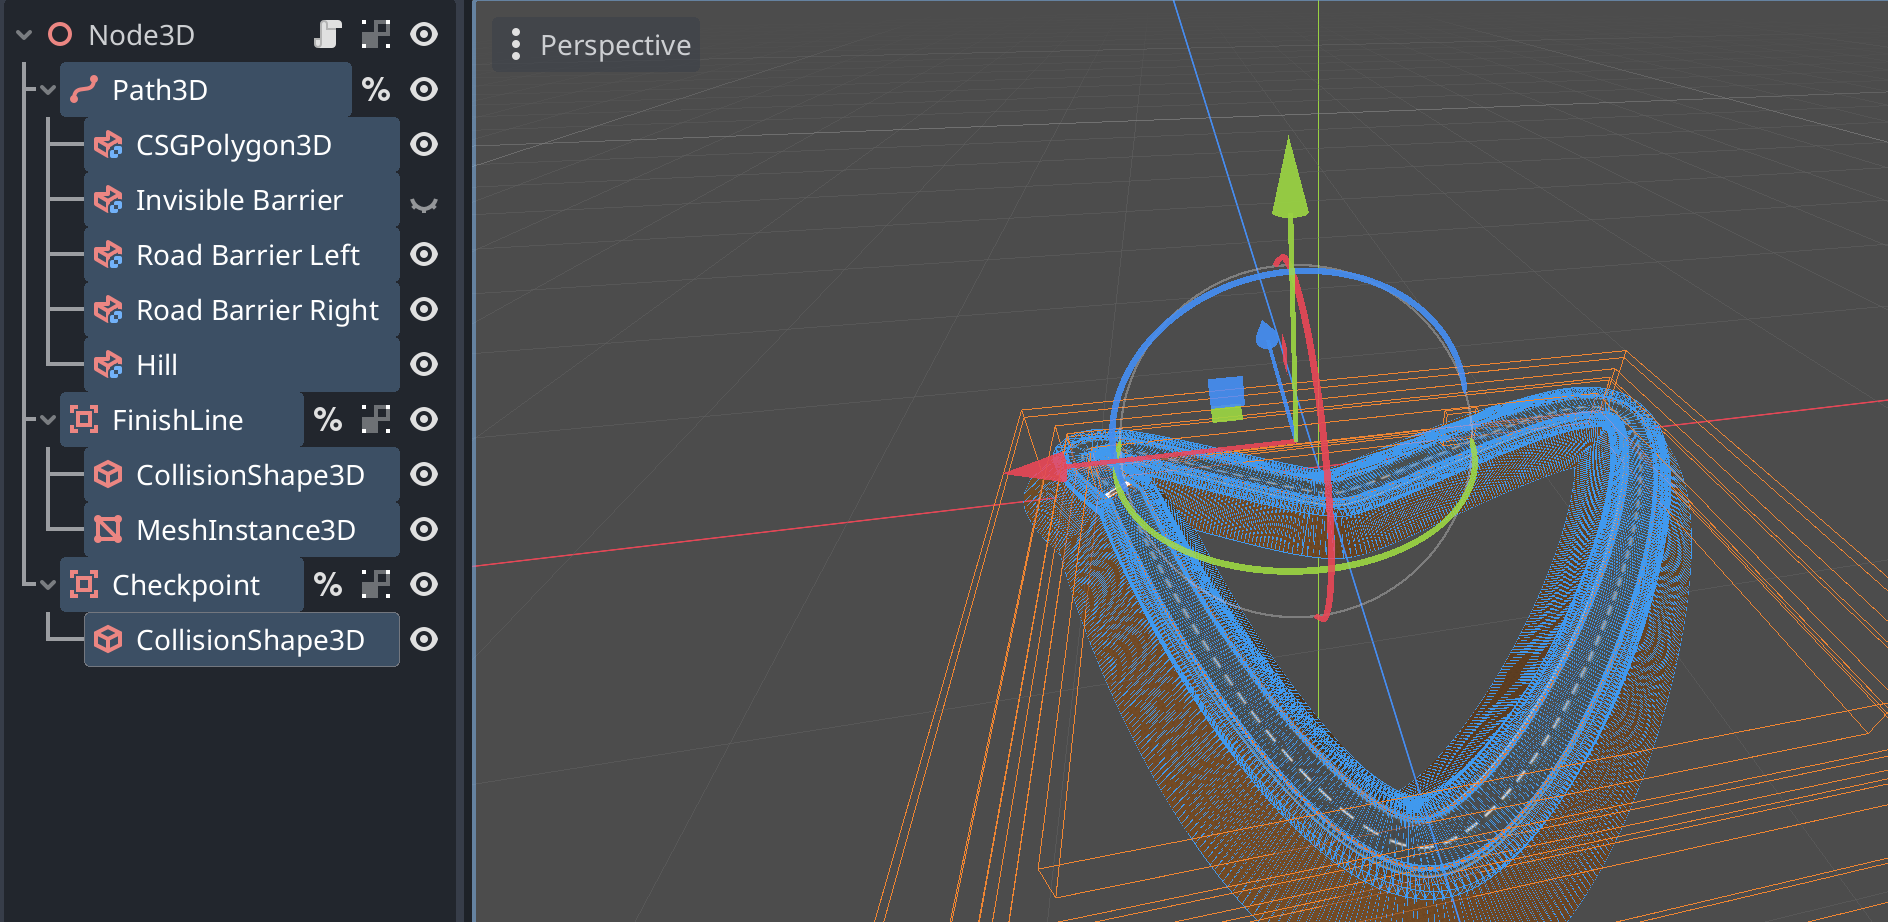 Node3D
Path3D %
CSGPolygon3D
Invisible Barrier
Road Barrier Left
Road Barrier Right
Hill
FinishLine %
CollisionShape3D
MeshInstance3D
Checkpoint %
CollisionShape3D
Perspective